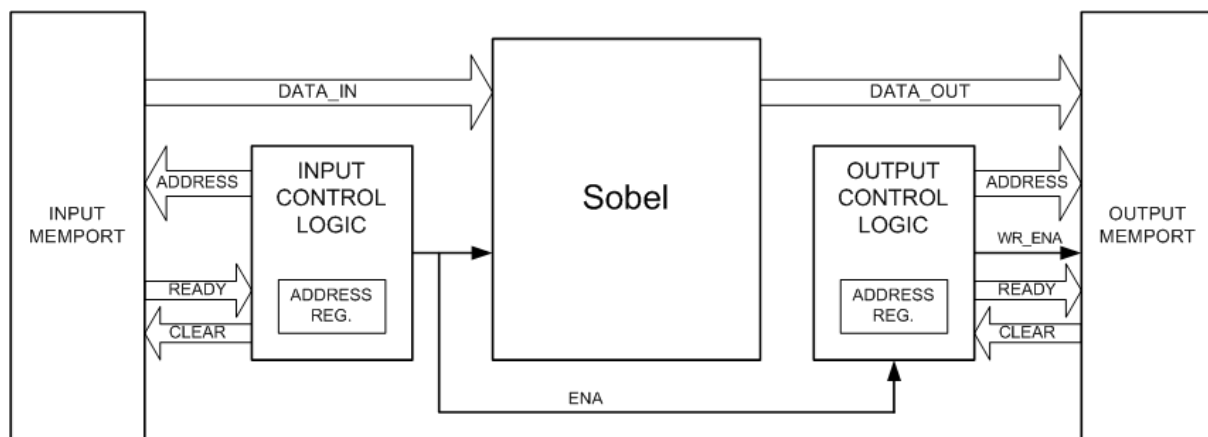 DATA_IN
DATA_OUT
INPUT
MEMPORT
ADDRESS
INPUT
CONTROL
LOGIC
READY
CLEAR
ADDRESS
REG.
Sobel
ENA
OUTPUT
CONTROL
LOGIC
ADDRESS
REG.
ADDRESS
WR_ENA
READY
CLEAR
OUTPUT
MEMPORT